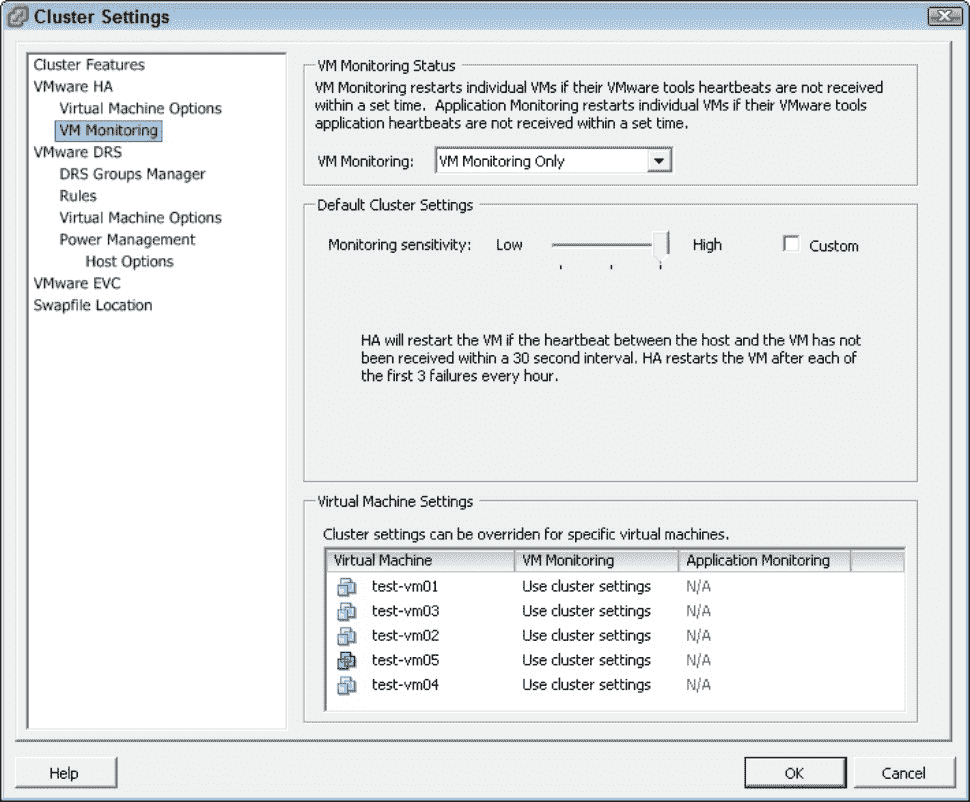 Cluster Settings
Cluster Features
VMware HA
Virtual Machine Options
VM Monitoring
VMware DRS
DRS Groups Manager
Rules
Virtual Machine Options
Power Management
Host Options
VMware EVC
Swapfile Location
VM Monitoring Status
VM Monitoring restarts individual VMs if their VMware tools heartbeats are not received
within a set time. Application Monitoring restarts individual VMs if their VMware tools
application heartbeats are not received within a set time.
VM Monitoring: VM Monitoring Only
Default Cluster Settings
Monitoring sensitivity: Low High Custom
HA will restart the VM if the heartbeat between the host and the VM has not
been received within a 30 second interval. HA restarts the VM after each of
the first 3 failures every hour.
Virtual Machine Settings
Cluster settings can be overriden for specific virtual machines.
Virtual Machine VM Monitoring Application Monitoring
test-vm01 Use cluster settings N/A
test-vm03 Use cluster settings N/A
test-vm02 Use cluster settings N/A
test-vm05 Use cluster settings N/A
test-vm04 Use cluster settings N/A
Help OK Cancel